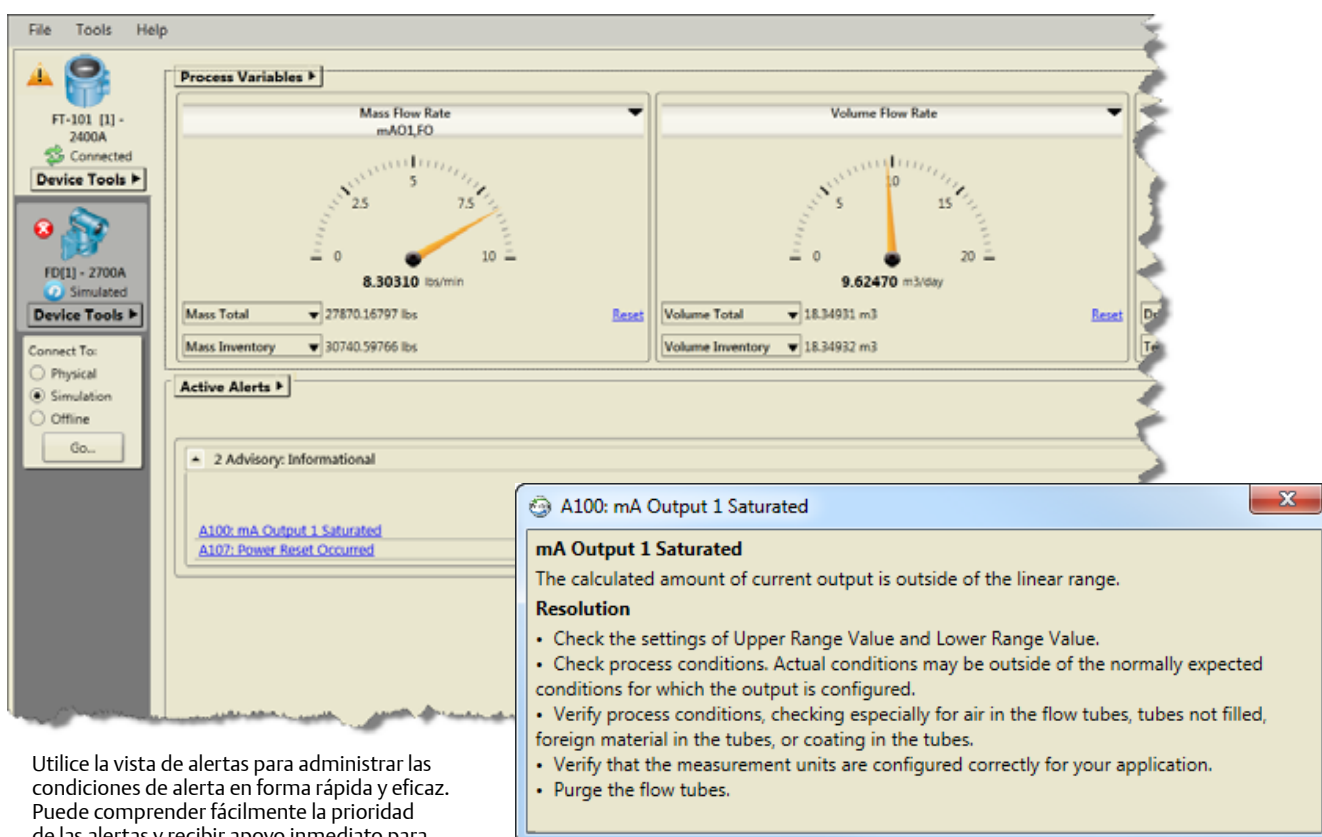 File Tools Help
FT-101 [1] -
2400A
Connected
Device Tools
FD[1] - 2700A
Simulated
Device Tools
Connect To:
Physical
Simulation
Offline
Go...
Process Variables
Mass Flow Rate
mAO1,FO
0 2.5 5 7.5 10
8.30310 lbs/min
Mass Total 27870.16797 lbs Reset
Mass Inventory 30740.59766 lbs
Volume Flow Rate
0 5 10 15 20
9.62470 m3/day
Volume Total 18.34931 m3 Reset
Volume Inventory 18.34932 m3
Active Alerts
2 Advisory: Informational
A100: mA Output 1 Saturated
A107: Power Reset Occurred
A100: mA Output 1 Saturated
mA Output 1 Saturated
The calculated amount of current output is outside of the linear range.
Resolution
• Check the settings of Upper Range Value and Lower Range Value.
• Check process conditions. Actual conditions may be outside of the normally expected
conditions for which the output is configured.
• Verify process conditions, checking especially for air in the flow tubes, tubes not filled,
foreign material in the tubes, or coating in the tubes.
• Verify that the measurement units are configured correctly for your application.
• Purge the flow tubes.
Utilice la vista de alertas para administrar las
condiciones de alerta en forma rápida y eficaz.
Puede comprender fácilmente la prioridad
de las alertas y recibir apoyo inmediato para